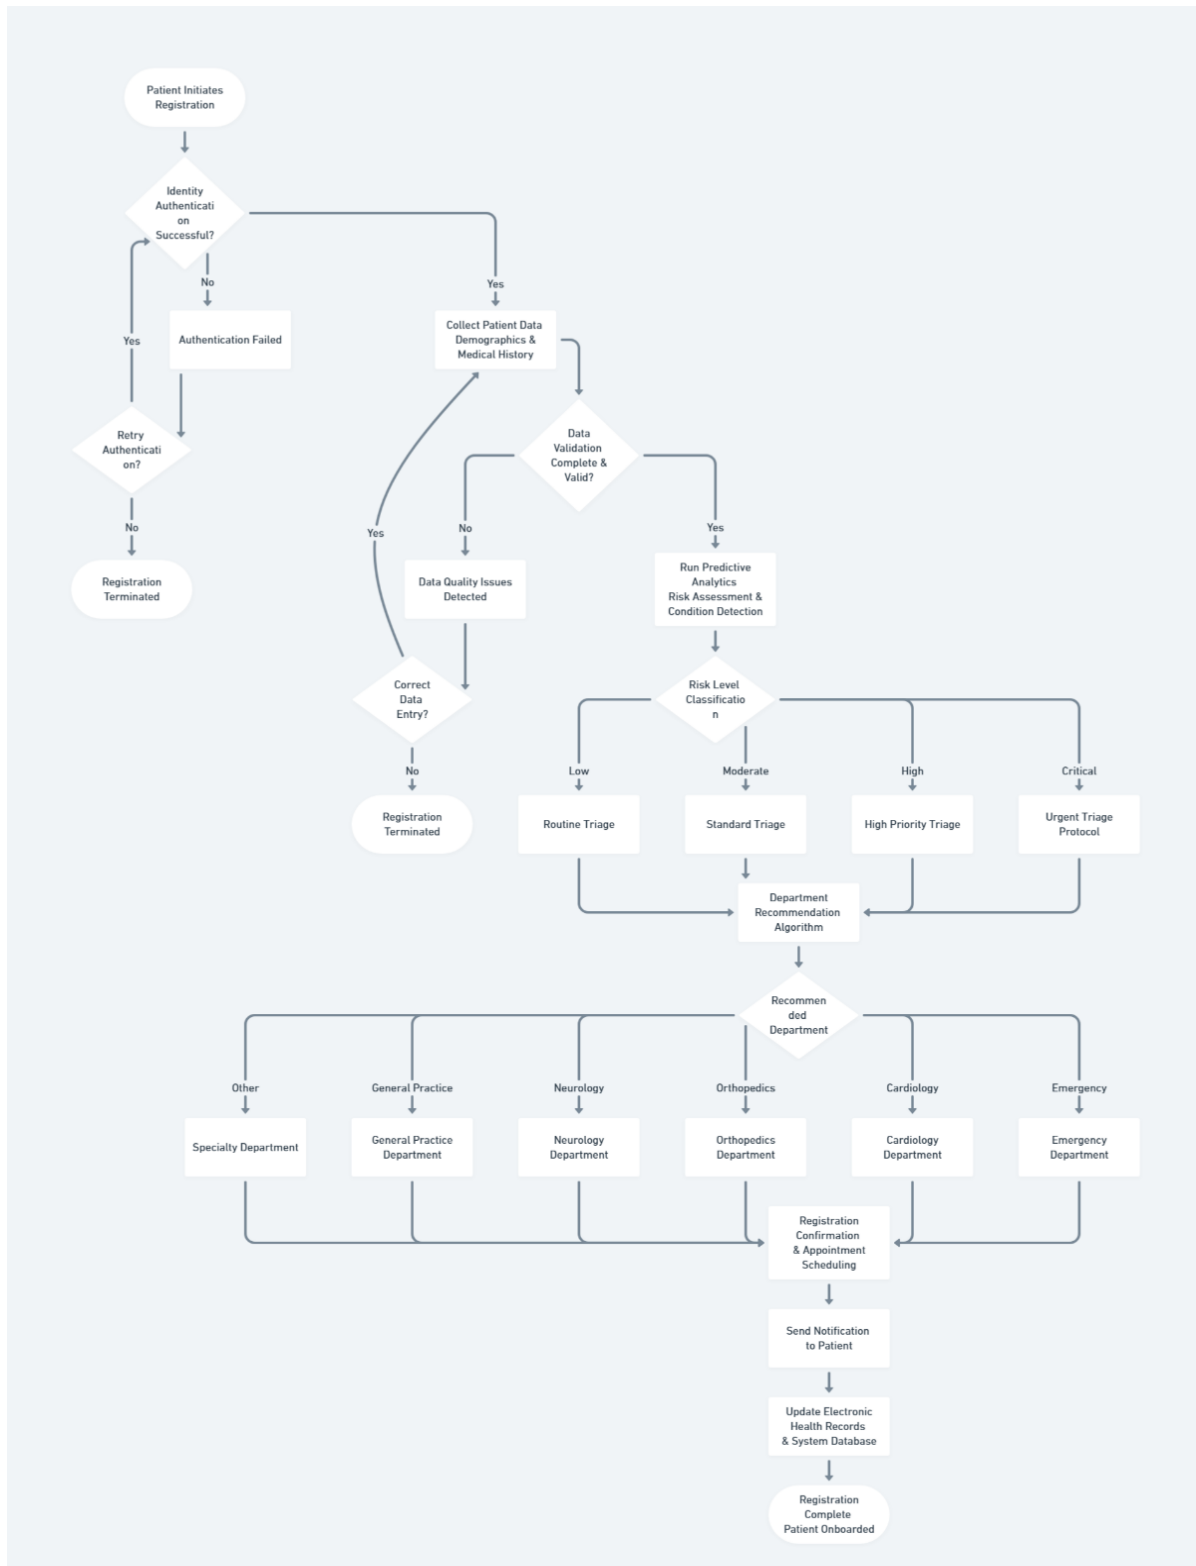 Patient Initiates
Registration
Identity
Authenticati
on
Successful?
No
Yes
Authentication Failed
Yes
Collect Patient Data
Demographics &
Medical History
Retry
Authenticati
on?
Data
Validation
Complete &
Valid?
No
Yes
No
Yes
Registration
Terminated
Data Quality Issues
Detected
Run Predictive
Analytics
Risk Assessment &
Condition Detection
Correct
Data
Entry?
Risk Level
Classificatio
n
No
Low
Moderate
High
Critical
Registration
Terminated
Routine Triage
Standard Triage
High Priority Triage
Urgent Triage
Protocol
Department
Recommendation
Algorithm
Recommen
ded
Department
Other
General Practice
Neurology
Orthopedics
Cardiology
Emergency
Specialty Department
General Practice
Department
Neurology
Department
Orthopedics
Department
Cardiology
Department
Emergency
Department
Registration
Confirmation
& Appointment
Scheduling
Send Notification
to Patient
Update Electronic
Health Records
& System Database
Registration
Complete
Patient Onboarded